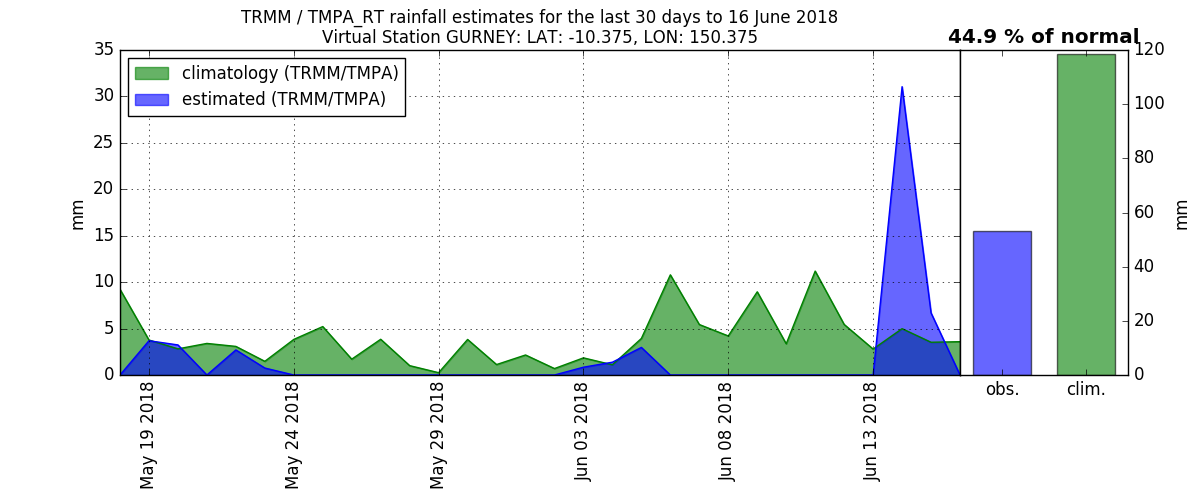 TRMM / TMPA_RT rainfall estimates for the last 30 days to 16 June 2018
Virtual Station GURNEY: LAT: -10.375, LON: 150.375
44.9 % of normal
climatology (TRMM/TMPA)
estimated (TRMM/TMPA)
35
30
25
20
15
10
5
0
mm
May 19 2018
May 24 2018
May 29 2018
Jun 03 2018
Jun 08 2018
Jun 13 2018
obs.
clim.
120
100
80
60
40
20
0
mm